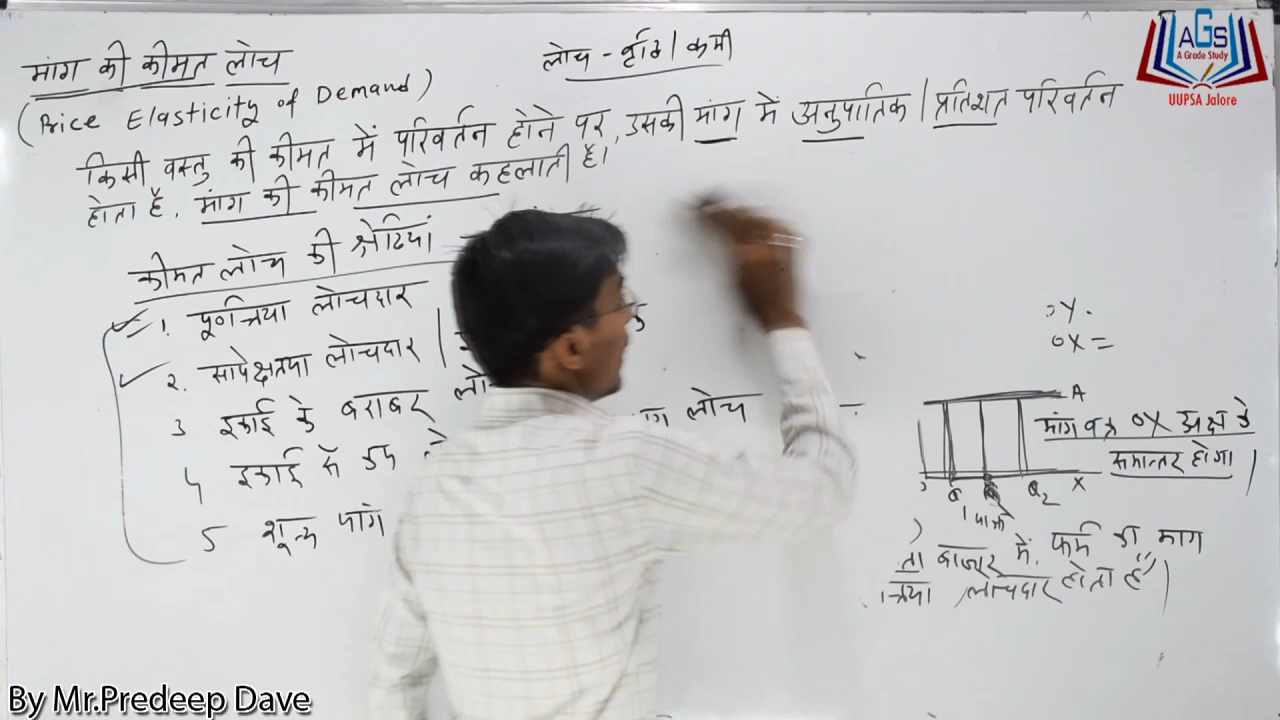 मांग की कीमत लोच
लोच - वृद्धि / कमी
(Price Elasticity of Demand)
किसी वस्तु की कीमत में परिवर्तन होने पर, उसकी मांग में अनुपातिक / प्रतिशत परिवर्तन
होता है, मांग की कीमत लोच कहलाती है।
कीमत लोच की श्रेणियां
1. पूर्णतया लोचदार
2. सापेक्षतया लोचदार
3 इकाई के बराबर
4 इकाई से कम
5 शून्य मांग
लोच
OX =
A
मांग वक्र OX अक्ष के
समान्तर होगा।
Q Q2 X
बाजार में, फर्म का मांग
लोचदार होता है"।
AGS
A Grade Study
UUPSA Jalore
By Mr.Predeep Dave